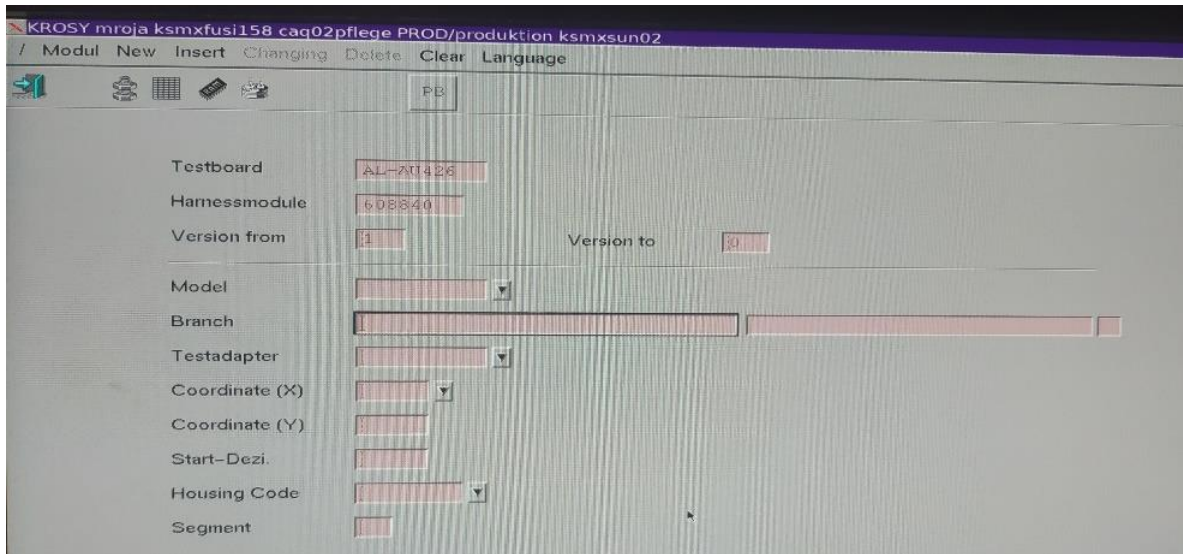 KROSY mroja ksmxfusi158 caq02pflege PROD/produktion ksmxsun02
/ Modul New Insert Changing Delete Clear Language
PB
Testboard AL-AU426
Harnessmodule 608840
Version from 1 Version to 0
Model
Branch
Testadapter
Coordinate (X)
Coordinate (Y)
Start-Dezi.
Housing Code
Segment